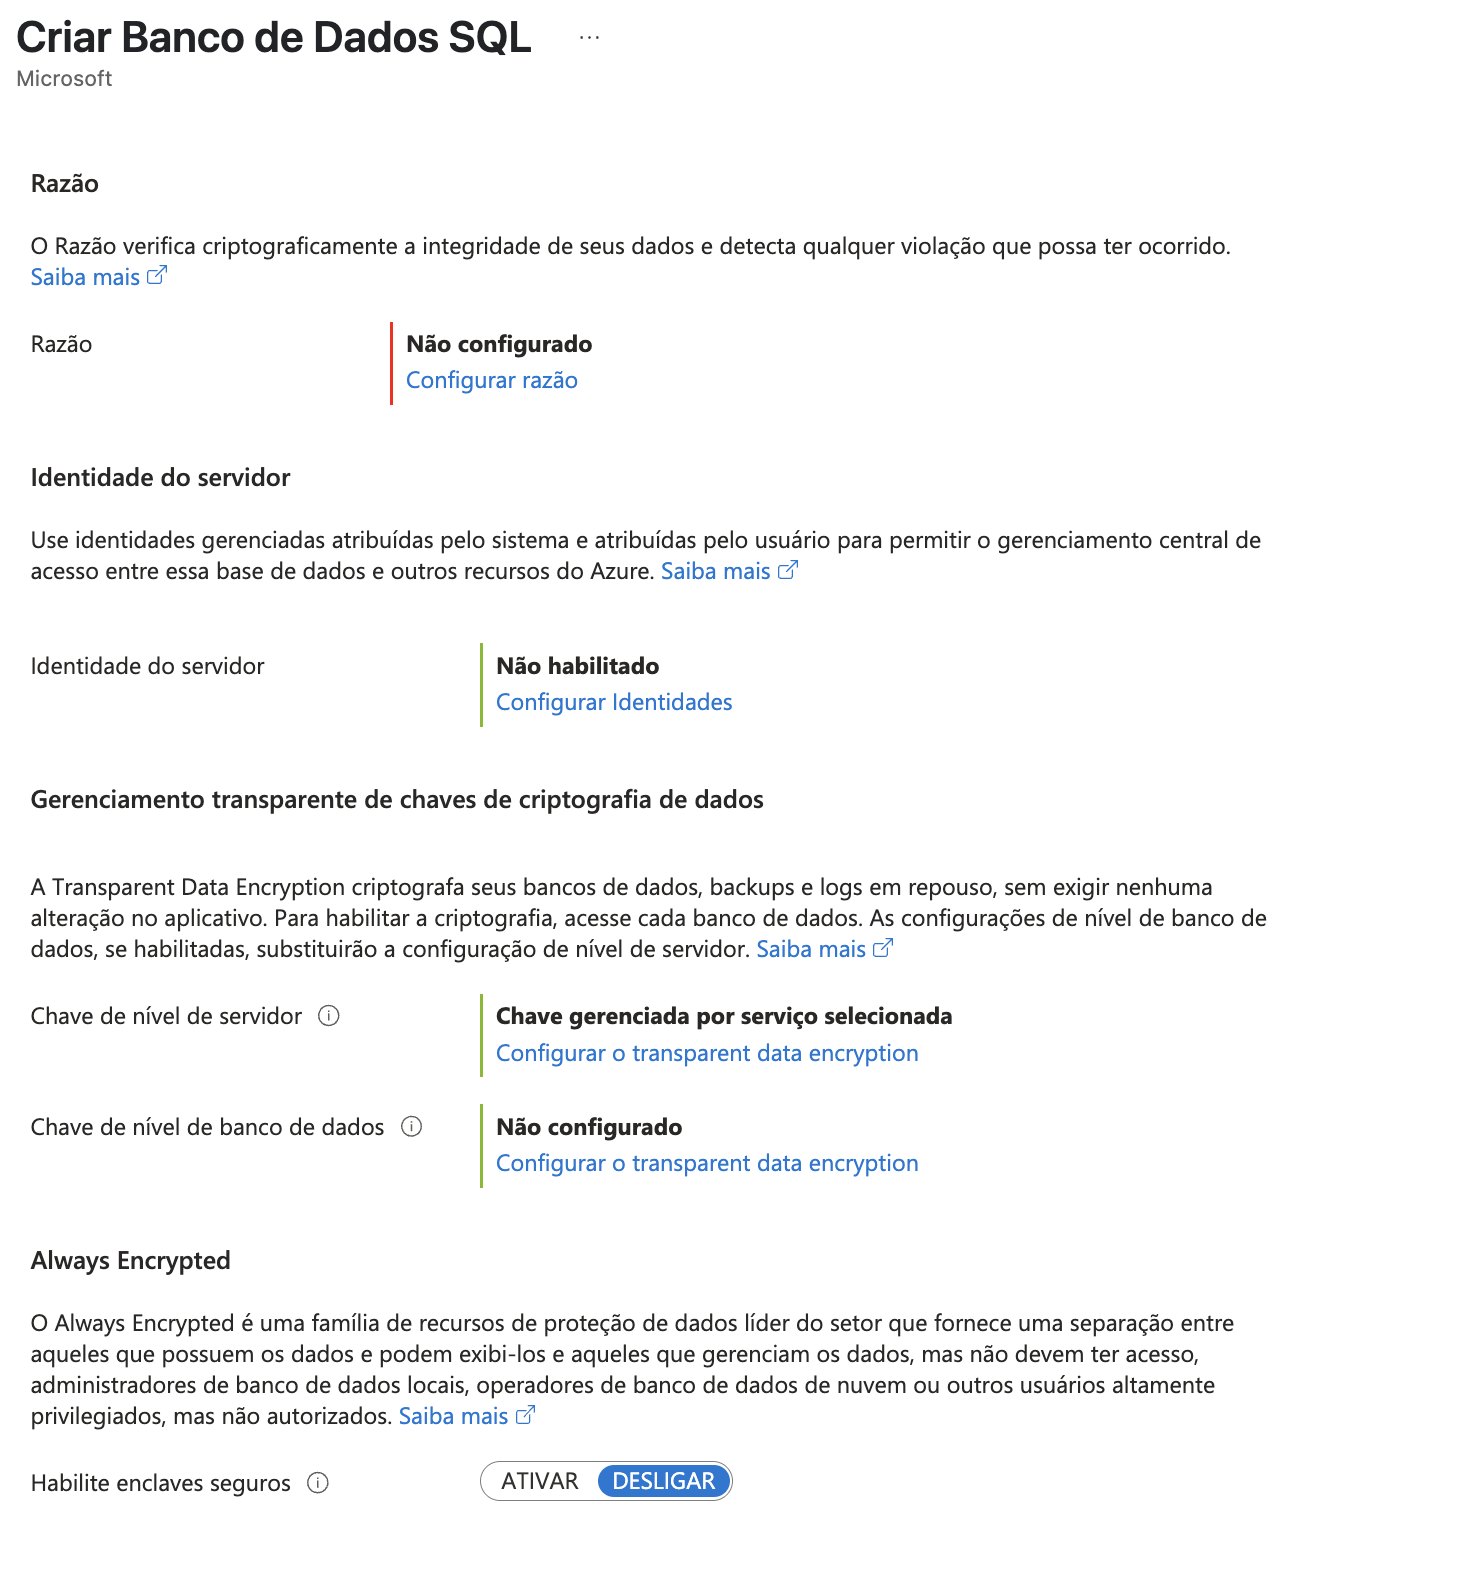 Criar Banco de Dados SQL ...
Microsoft
Razão
O Razão verifica criptograficamente a integridade de seus dados e detecta qualquer violação que possa ter ocorrido.
Saiba mais
Razão
Não configurado
Configurar razão
Identidade do servidor
Use identidades gerenciadas atribuídas pelo sistema e atribuídas pelo usuário para permitir o gerenciamento central de
acesso entre essa base de dados e outros recursos do Azure. Saiba mais
Identidade do servidor
Não habilitado
Configurar Identidades
Gerenciamento transparente de chaves de criptografia de dados
A Transparent Data Encryption criptografa seus bancos de dados, backups e logs em repouso, sem exigir nenhuma
alteração no aplicativo. Para habilitar a criptografia, acesse cada banco de dados. As configurações de nível de banco de
dados, se habilitadas, substituirão a configuração de nível de servidor. Saiba mais
Chave de nível de servidor
Chave gerenciada por serviço selecionada
Configurar o transparent data encryption
Chave de nível de banco de dados
Não configurado
Configurar o transparent data encryption
Always Encrypted
O Always Encrypted é uma família de recursos de proteção de dados líder do setor que fornece uma separação entre
aqueles que possuem os dados e podem exibi-los e aqueles que gerenciam os dados, mas não devem ter acesso,
administradores de banco de dados locais, operadores de banco de dados de nuvem ou outros usuários altamente
privilegiados, mas não autorizados. Saiba mais
Habilite enclaves seguros
ATIVAR DESLIGAR